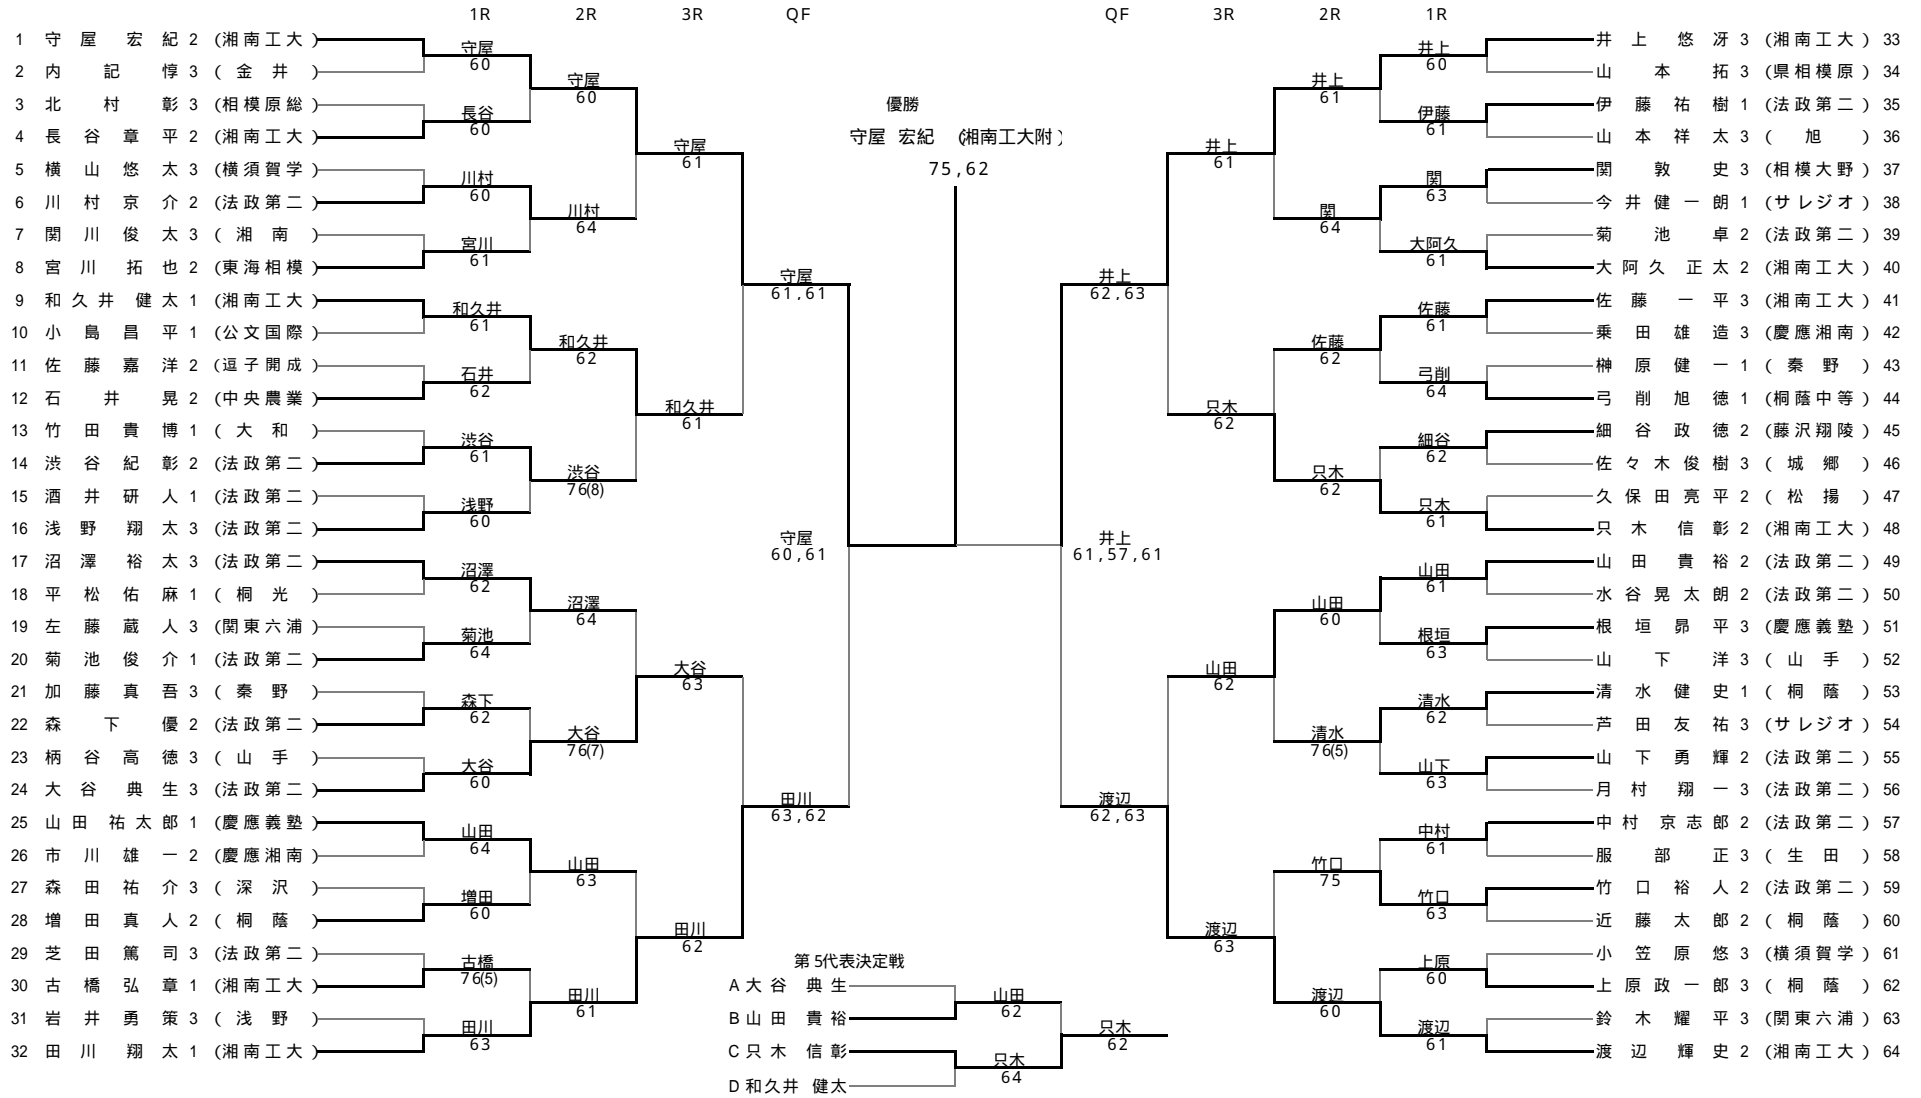 1R 2R 3R QF QF 3R 2R 1R
1 守屋 宏紀 2 (湘南工大)
2 内記 惇 3 (金井)
3 北村 彰 3 (相模原総)
4 長谷章平 2 (湘南工大)
5 横山悠太 3 (横須賀学)
6 川村京介 2 (法政第二)
7 関川俊太 3 (湘南)
8 宮川拓也 2 (東海相模)
9 和久井 健太 1 (湘南工大)
10 小島昌平 1 (公文国際)
11 佐藤嘉洋 2 (逗子開成)
12 石井 晃 2 (中央農業)
13 竹田貴博 1 (大和)
14 渋谷紀彰 2 (法政第二)
15 酒井研人 1 (法政第二)
16 浅野 翔太 3 (法政第二)
17 沼澤 裕太 3 (法政第二)
18 平松佑麻 1 (桐光)
19 左藤蔵人 3 (関東六浦)
20 菊池俊介 1 (法政第二)
21 加藤真吾 3 (秦野)
22 森下 優 2 (法政第二)
23 柄谷高徳 3 (山手)
24 大谷 典生 3 (法政第二)
25 山田 祐太郎 1 (慶應義塾)
26 市川雄一 2 (慶應湘南)
27 森田祐介 3 (深沢)
28 増田真人 2 (桐蔭)
29 芝田篤司 3 (法政第二)
30 古橋弘章 1 (湘南工大)
31 岩井勇策 3 (浅野)
32 田川 翔太 1 (湘南工大)
守屋
60
長谷
60
川村
60
宮川
61
和久井
61
石井
62
渋谷
61
浅野
60
沼澤
62
菊池
64
森下
62
大谷
60
山田
64
増田
60
古橋
76(5)
田川
63
守屋
60
川村
64
和久井
62
渋谷
76(8)
沼澤
64
大谷
76(7)
山田
63
田川
61
守屋
61
和久井
61
大谷
63
田川
62
守屋
61,61
田川
63,62
守屋
60,61
優勝
守屋 宏紀 (湘南工大附)
75,62
井上
61,57,61
井上
62,63
渡辺
62,63
井上
61
只木
62
山田
62
渡辺
63
井上
61
関
64
佐藤
62
只木
62
山田
60
清水
76(5)
竹口
75
渡辺
60
井上
60
伊藤
61
関
63
大阿久
61
佐藤
61
弓削
64
細谷
62
只木
61
山田
61
根垣
63
清水
62
山下
63
中村
61
竹口
63
上原
60
渡辺
61
井上 悠冴 3 (湘南工大) 33
山本 拓 3 (県相模原) 34
伊藤祐樹 1 (法政第二) 35
山本祥太 3 (旭) 36
関 敦史 3 (相模大野) 37
今井健一朗 1 (サレジオ) 38
菊池 卓 2 (法政第二) 39
大阿久 正太 2 (湘南工大) 40
佐藤 一平 3 (湘南工大) 41
乗田雄造 3 (慶應湘南) 42
榊原健一 1 (秦野) 43
弓削旭徳 1 (桐蔭中等) 44
細谷政徳 2 (藤沢翔陵) 45
佐々木俊樹 3 (城郷) 46
久保田亮平 2 (松揚) 47
只木 信彰 2 (湘南工大) 48
山田 貴裕 2 (法政第二) 49
水谷晃太朗 2 (法政第二) 50
根垣昴平 3 (慶應義塾) 51
山下 洋 3 (山手) 52
清水健史 1 (桐蔭) 53
芦田友祐 3 (サレジオ) 54
山下勇輝 2 (法政第二) 55
月村 翔一 3 (法政第二) 56
中村 京志郎 2 (法政第二) 57
服部 正 3 (生田) 58
竹口裕人 2 (法政第二) 59
近藤太郎 2 (桐蔭) 60
小笠原悠 3 (横須賀学) 61
上原政一郎 3 (桐蔭) 62
鈴木耀平 3 (関東六浦) 63
渡辺 輝史 2 (湘南工大) 64
第5代表決定戦
A 大谷 典生
B 山田 貴裕
C 只木 信彰
D 和久井 健太
山田
62
只木
64
只木
62